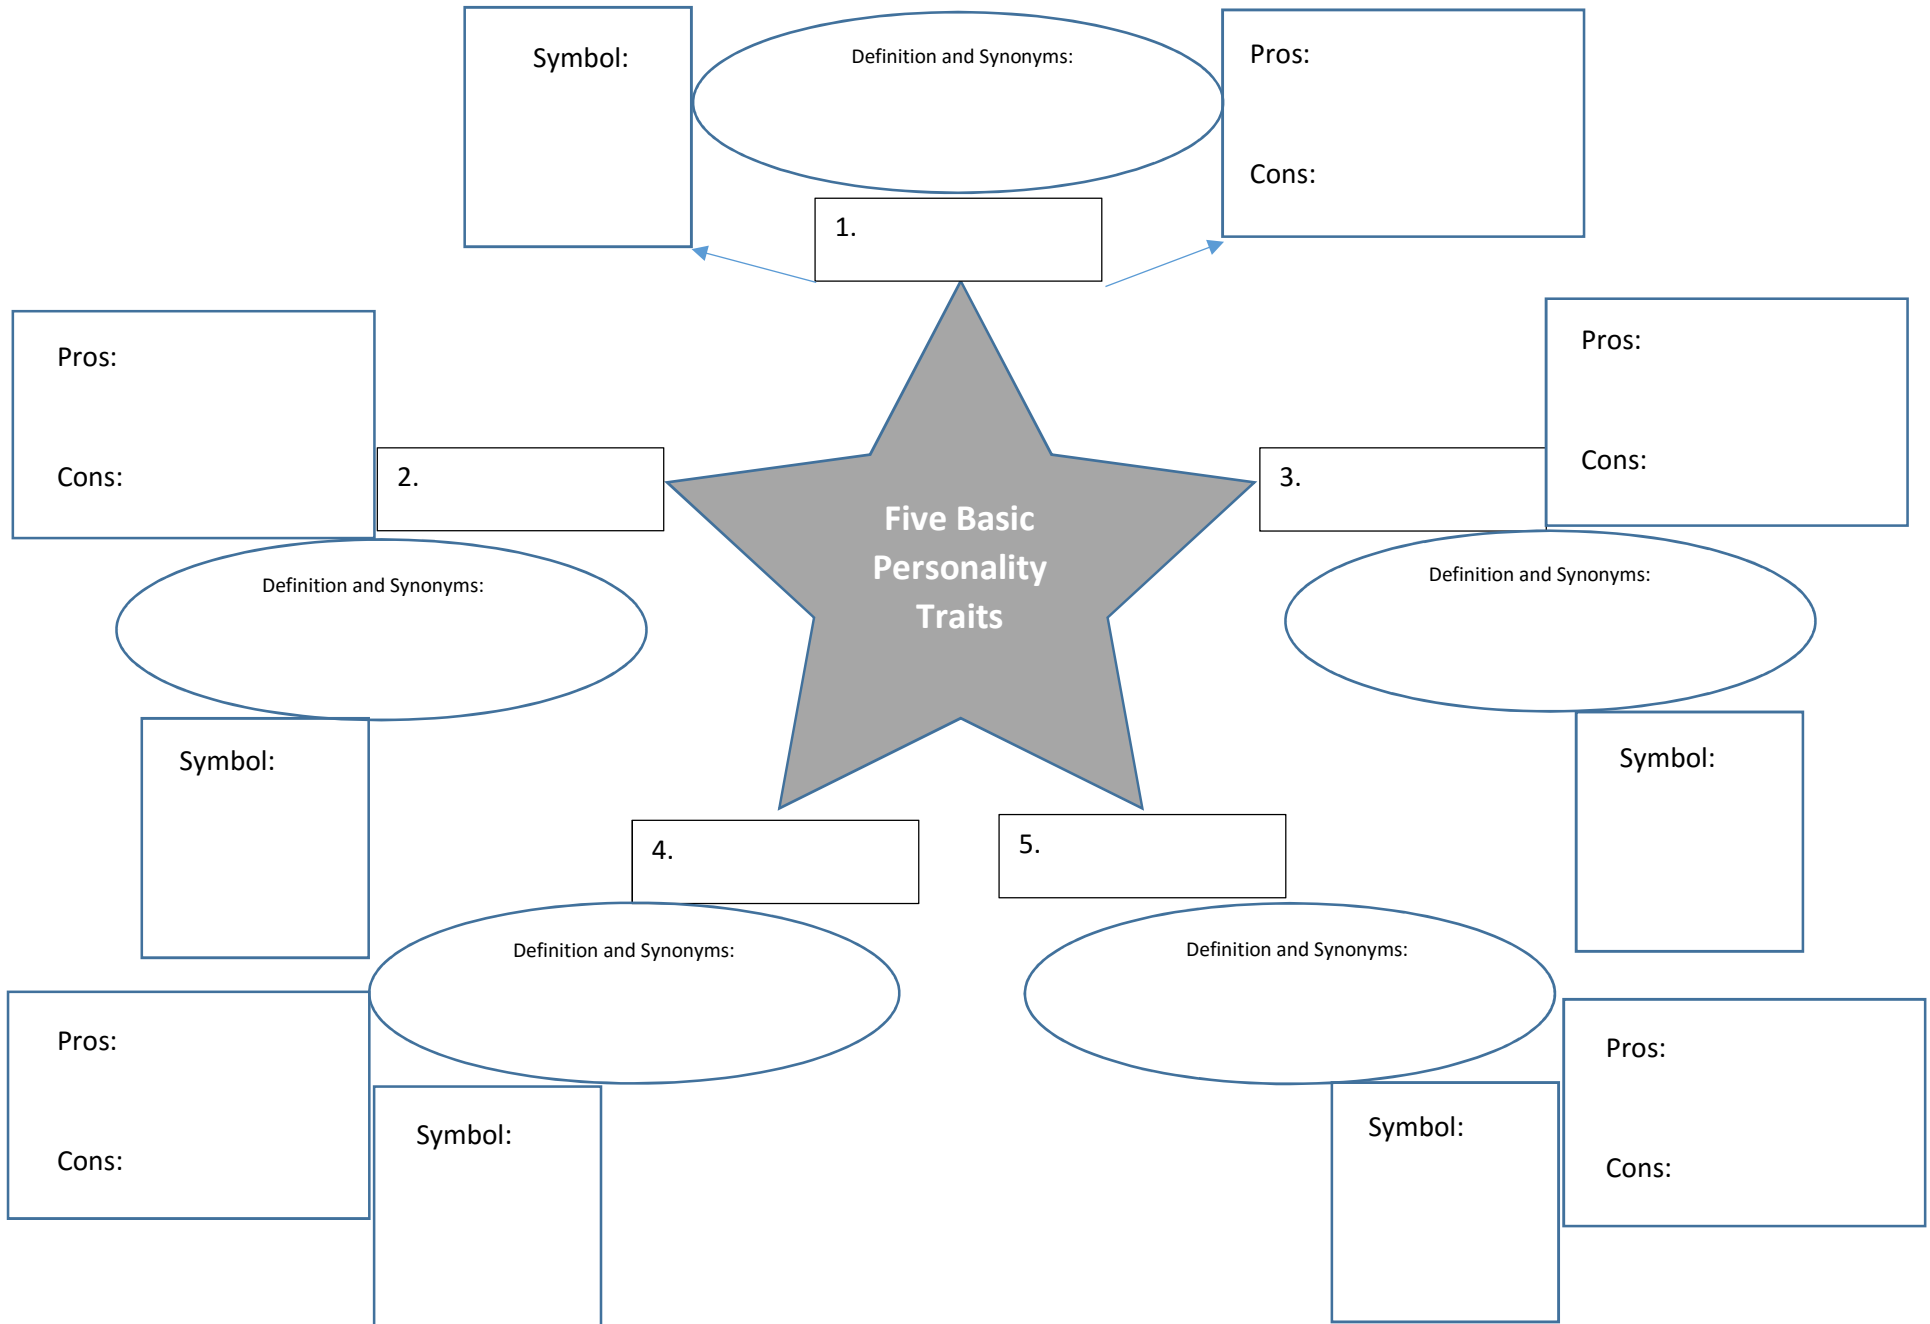 Symbol:
Definition and Synonyms:
Pros:
Cons:
1.
Pros:
Cons:
2.
Definition and Synonyms:
Symbol:
Five Basic
Personality
Traits
3.
Pros:
Cons:
Definition and Synonyms:
Symbol:
4.
Definition and Synonyms:
Pros:
Cons:
Symbol:
5.
Definition and Synonyms:
Symbol:
Pros:
Cons: